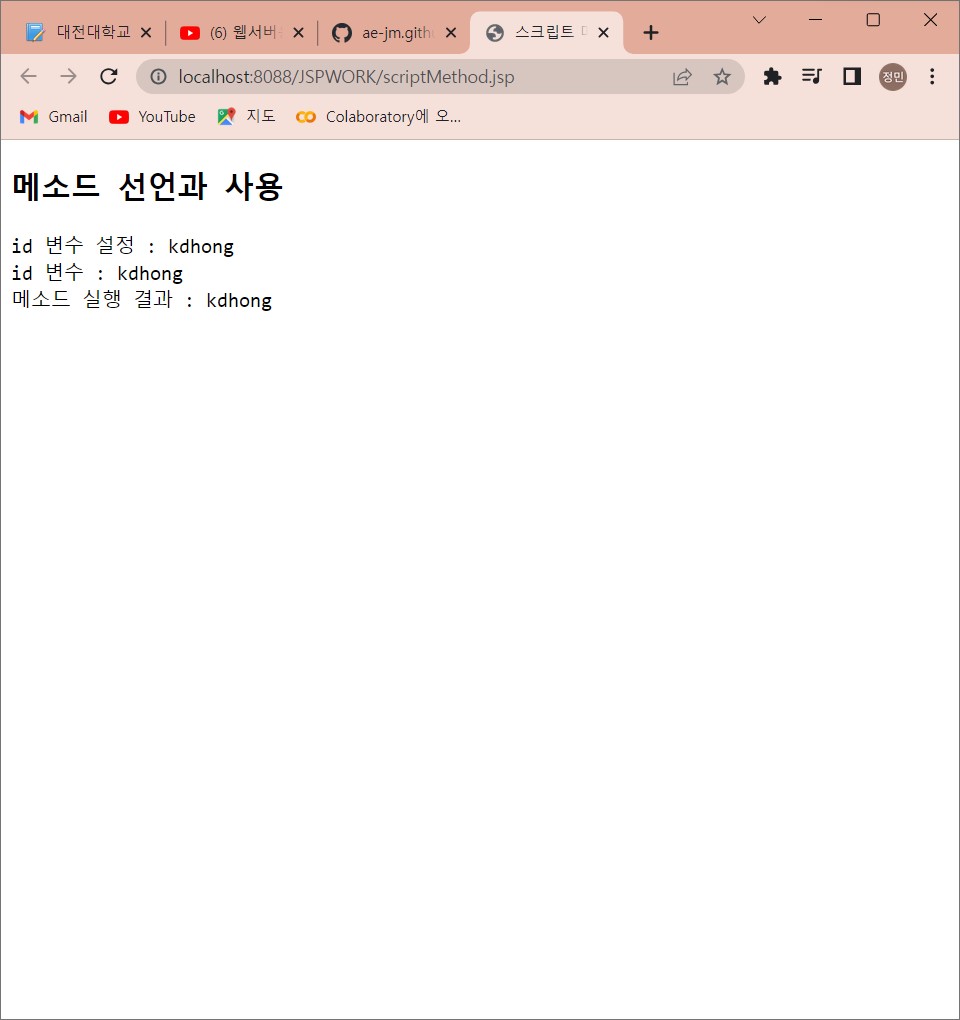 대전대학교
(6) 웹서버
ae-jm.gith
스크립트
localhost:8088/JSPWORK/scriptMethod.jsp
정민
Gmail YouTube 지도 Colaboratory에 오...
메소드 선언과 사용
id 변수 설정 : kdhong
id 변수 : kdhong
메소드 실행 결과 : kdhong